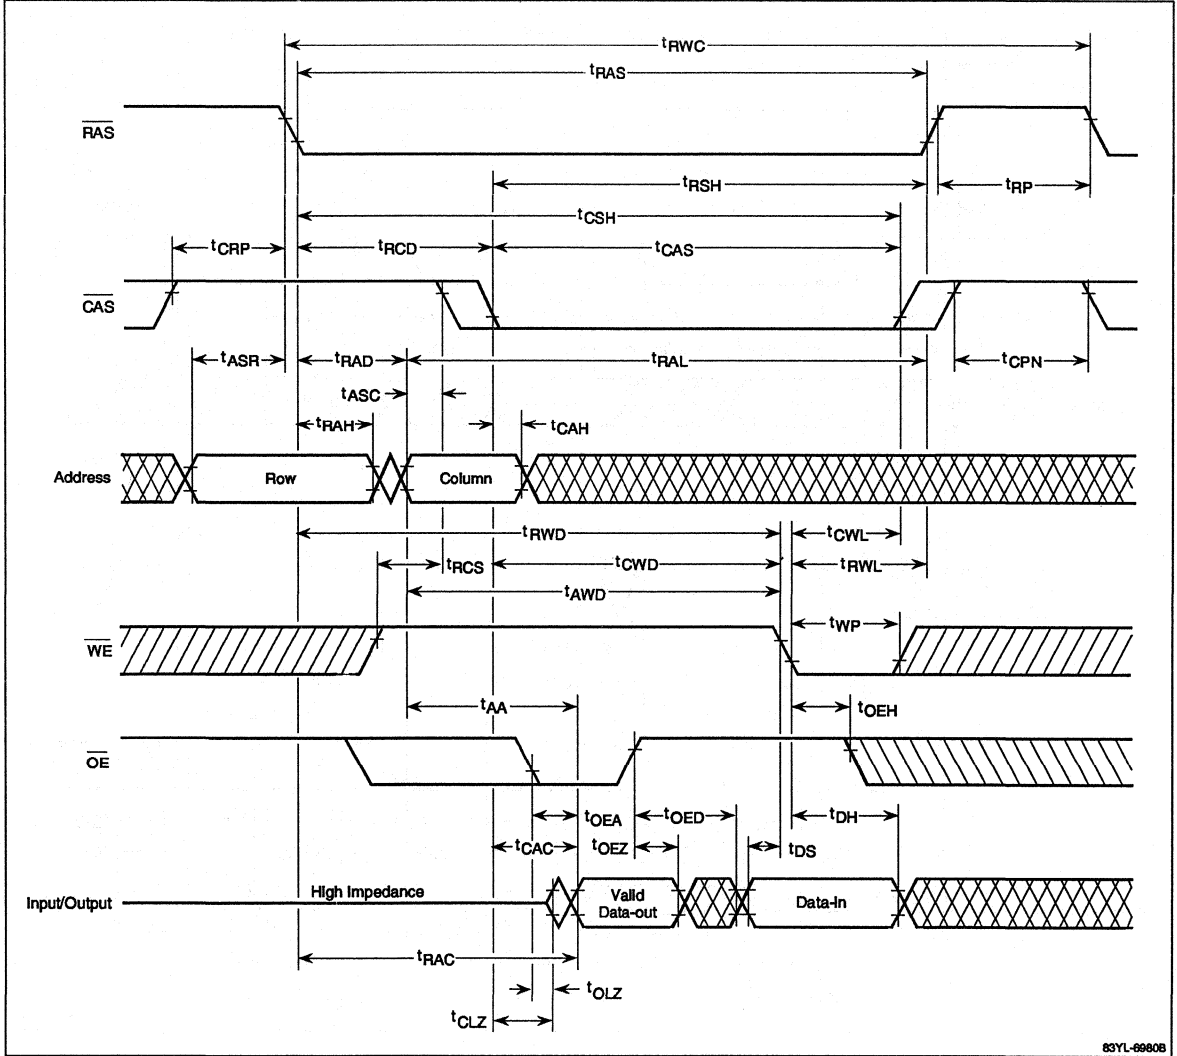 tRWC
tRAS
RAS
tRSH
tRP
tCSH
tCRP
tRCD
tCAS
CAS
tASR
tRAD
tRAL
tCPN
tASC
tRAH
tCAH
Address
Row
Column
tRWD
tCWL
tRCS
tCWD
tRWL
tAWD
WE
tWP
tAA
tOEH
OE
tOEA
tOED
tDH
tCAC
tOEZ
tDS
Input/Output
High Impedance
Valid
Data-out
Data-In
tRAC
tOLZ
tCLZ
83YL-6980B